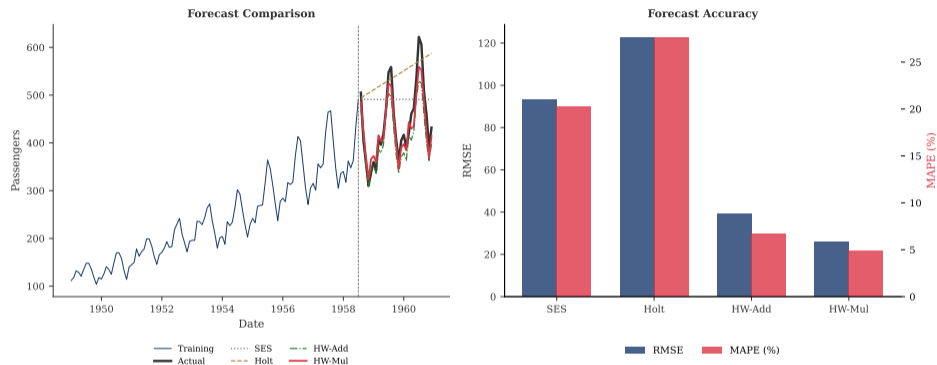 Forecast Comparison
Passengers
600
500
400
300
200
100
1950 1952 1954 1956 1958 1960
Date
Training SES HW-Add
Actual Holt HW-Mul
Forecast Accuracy
RMSE
120
100
80
60
40
20
0
SES Holt HW-Add HW-Mul
25
20
15
10
5
0
MAPE (%)
RMSE MAPE (%)